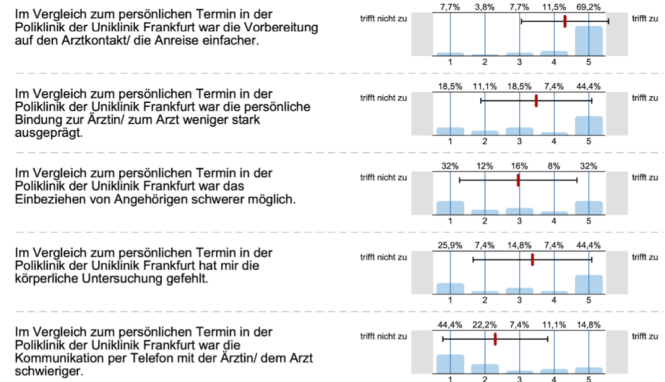 Im Vergleich zum persönlichen Termin in der
Poliklinik der Uniklinik Frankfurt war die Vorbereitung
auf den Arztkontakt/ die Anreise einfacher.
trifft nicht zu
7,7% 3,8% 7,7% 11,5% 69,2%
trifft zu
1 2 3 4 5
Im Vergleich zum persönlichen Termin in der
Poliklinik der Uniklinik Frankfurt war die persönliche
Bindung zur Ärztin/ zum Arzt weniger stark
ausgeprägt.
trifft nicht zu
18,5% 11,1% 18,5% 7,4% 44,4%
trifft zu
1 2 3 4 5
Im Vergleich zum persönlichen Termin in der
Poliklinik der Uniklinik Frankfurt war das
Einbeziehen von Angehörigen schwerer möglich.
trifft nicht zu
32% 12% 16% 8% 32%
trifft zu
1 2 3 4 5
Im Vergleich zum persönlichen Termin in der
Poliklinik der Uniklinik Frankfurt hat mir die
körperliche Untersuchung gefehlt.
trifft nicht zu
25,9% 7,4% 14,8% 7,4% 44,4%
trifft zu
1 2 3 4 5
Im Vergleich zum persönlichen Termin in der
Poliklinik der Uniklinik Frankfurt war die
Kommunikation per Telefon mit der Ärztin/ dem Arzt
schwieriger.
trifft nicht zu
44,4% 22,2% 7,4% 11,1% 14,8%
trifft zu
1 2 3 4 5